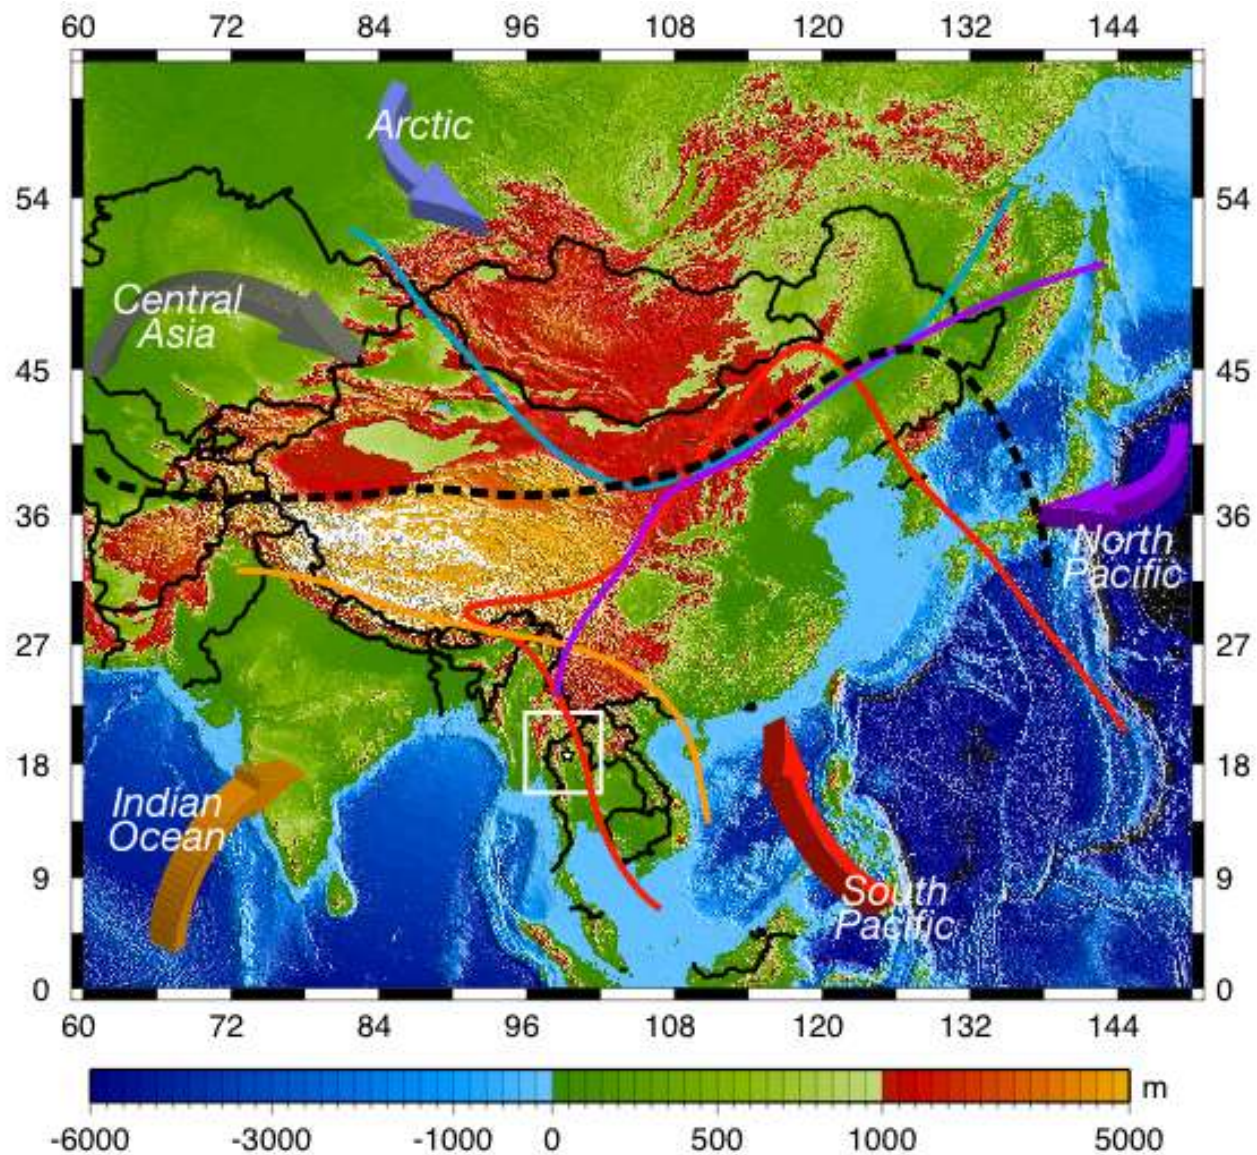 60 72 84 96 108 120 132 144
Arctic
54 54
Central
Asia
45 45
36 36
North
Pacific
27 27
18 18
Indian
Ocean
9 9
South
Pacific
0 0
60 72 84 96 108 120 132 144
m
-6000 -3000 -1000 0 500 1000 5000